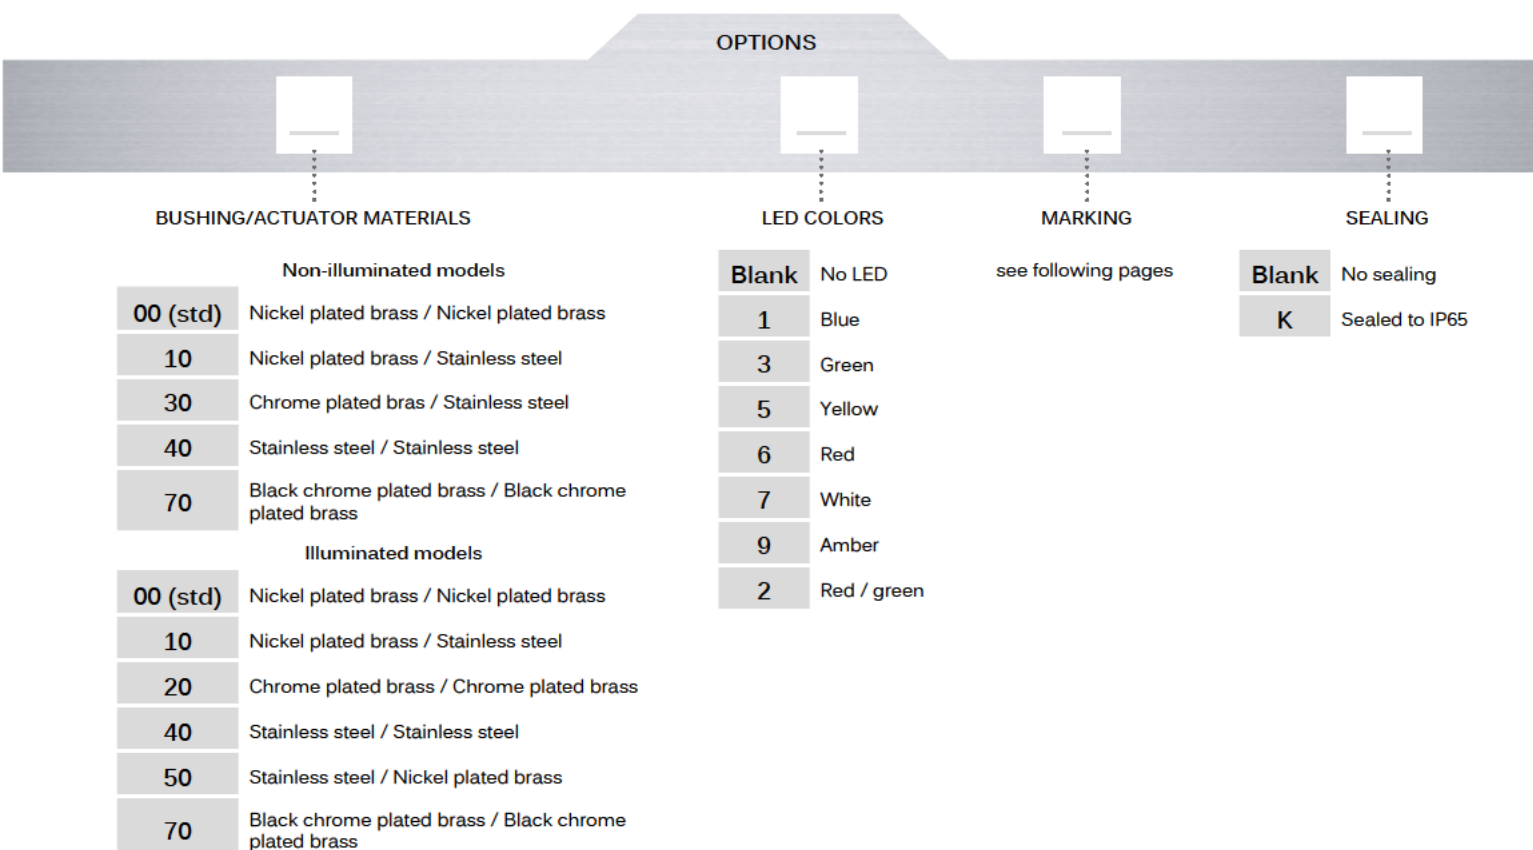 OPTIONS
BUSHING/ACTUATOR MATERIALS
Non-illuminated models
00 (std) Nickel plated brass / Nickel plated brass
10 Nickel plated brass / Stainless steel
30 Chrome plated bras / Stainless steel
40 Stainless steel / Stainless steel
70 Black chrome plated brass / Black chrome
plated brass
Illuminated models
00 (std) Nickel plated brass / Nickel plated brass
10 Nickel plated brass / Stainless steel
20 Chrome plated brass / Chrome plated brass
40 Stainless steel / Stainless steel
50 Stainless steel / Nickel plated brass
70 Black chrome plated brass / Black chrome
plated brass
LED COLORS
Blank No LED
1 Blue
3 Green
5 Yellow
6 Red
7 White
9 Amber
2 Red / green
MARKING
see following pages
SEALING
Blank No sealing
K Sealed to IP65